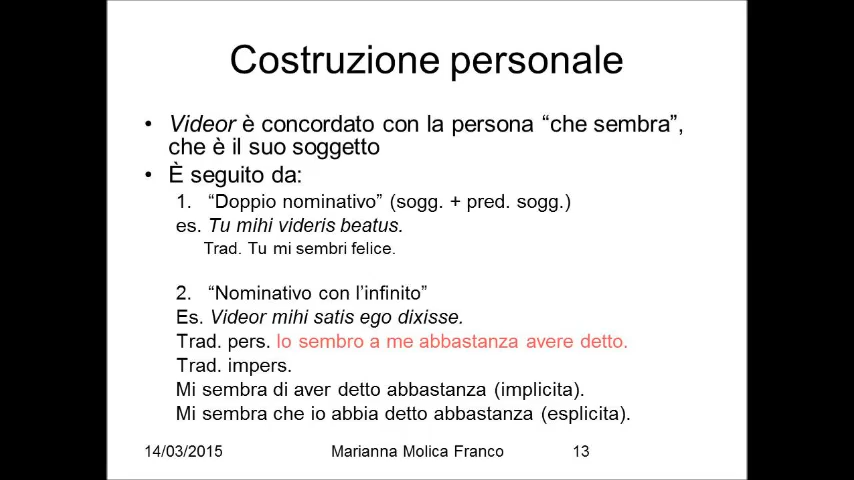 Costruzione personale
• Videor è concordato con la persona “che sembra”,
che è il suo soggetto
• È seguito da:
1. “Doppio nominativo” (sogg. + pred. sogg.)
es. Tu mihi videris beatus.
Trad. Tu mi sembri felice.
2. “Nominativo con l’infinito”
Es. Videor mihi satis ego dixisse.
Trad. pers. Io sembro a me abbastanza avere detto.
Trad. impers.
Mi sembra di aver detto abbastanza (implicita).
Mi sembra che io abbia detto abbastanza (esplicita).
14/03/2015 Marianna Molica Franco 13